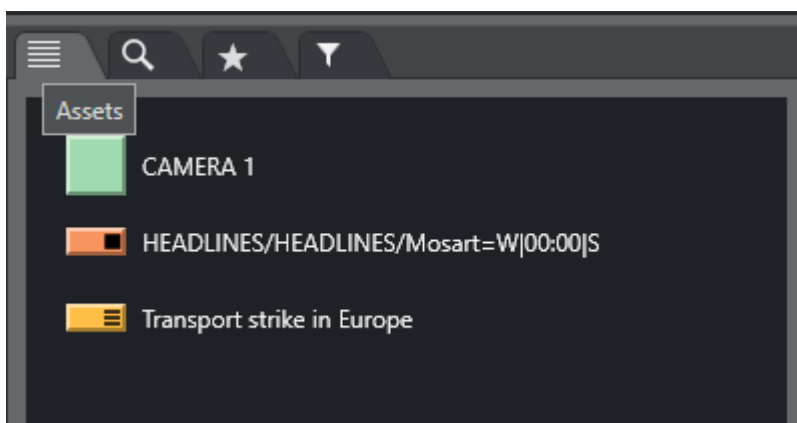 Assets
CAMERA 1
HEADLINES/HEADLINES/Mosart=W|00:00|S
Transport strike in Europe